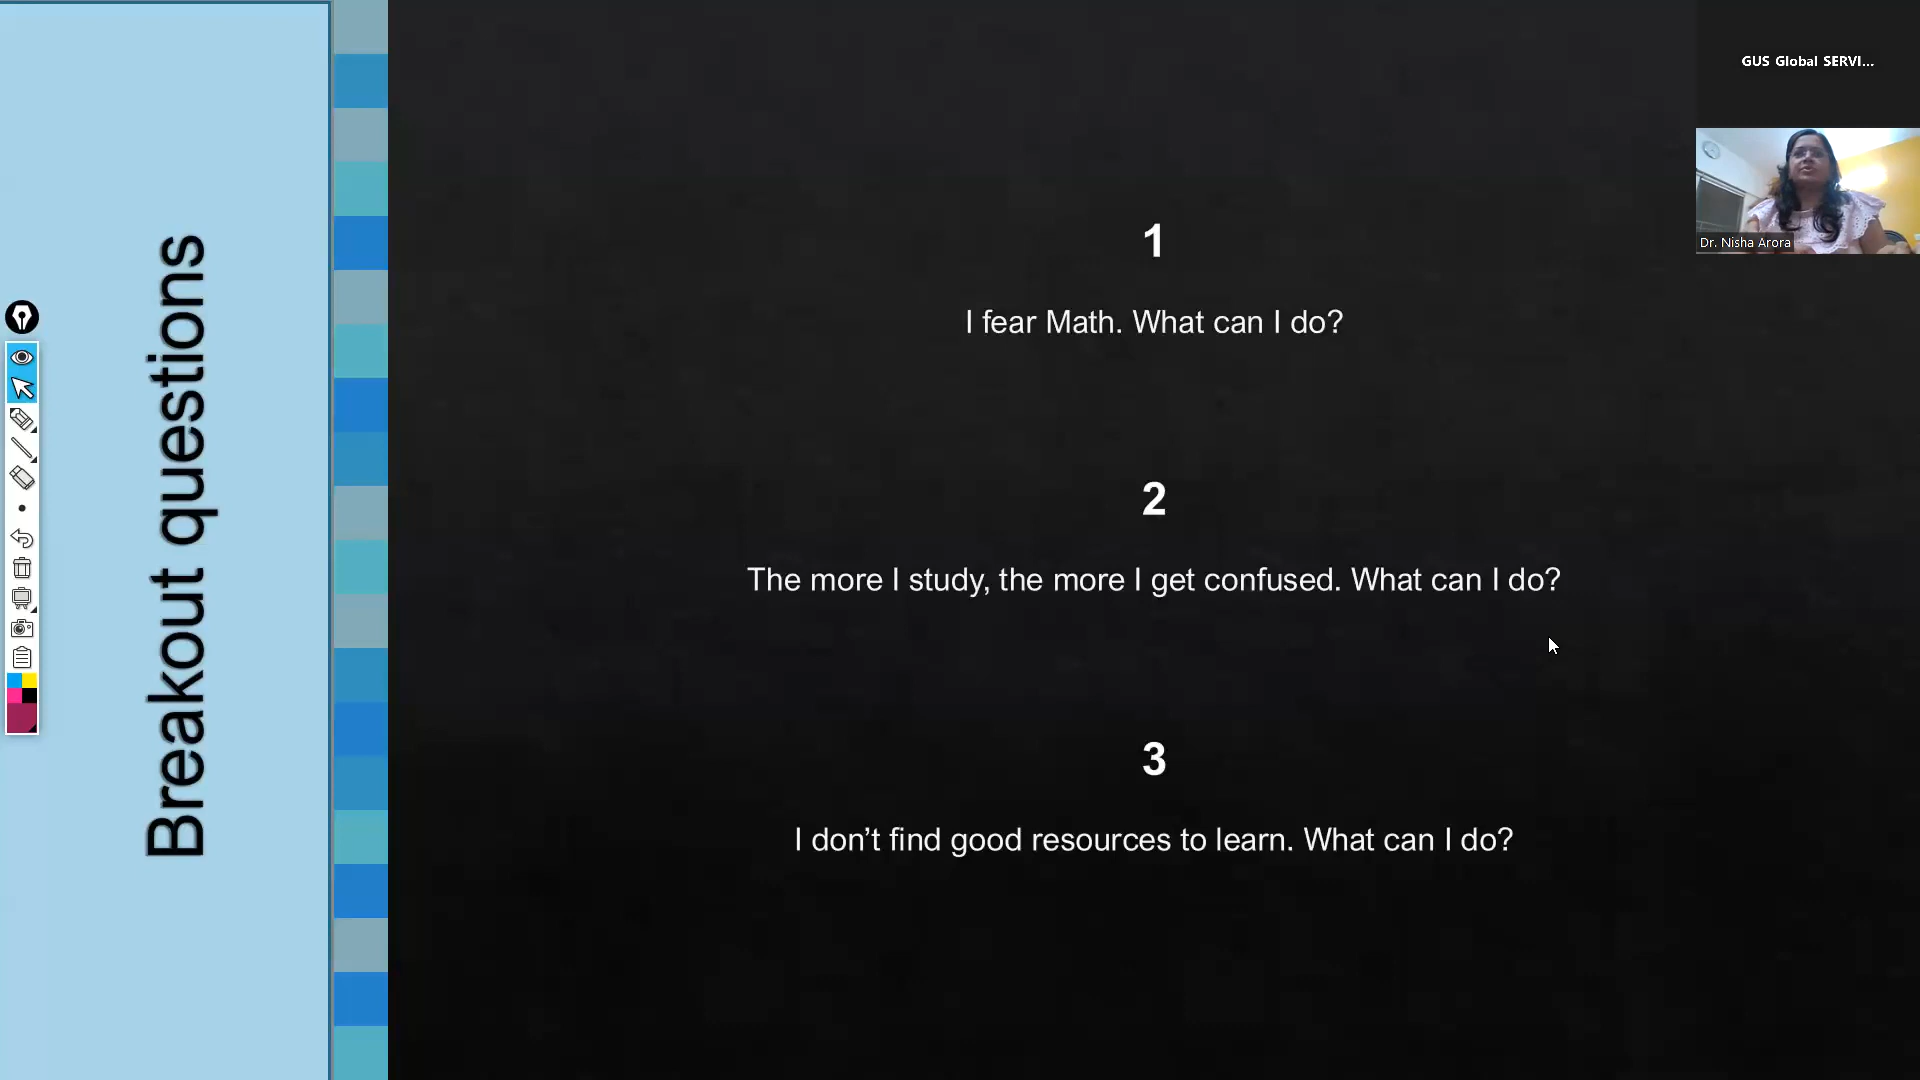 Breakout questions
1
I fear Math. What can I do?
2
The more I study, the more I get confused. What can I do?
3
I don’t find good resources to learn. What can I do?
GUS Global SERVI...
Dr. Nisha Arora